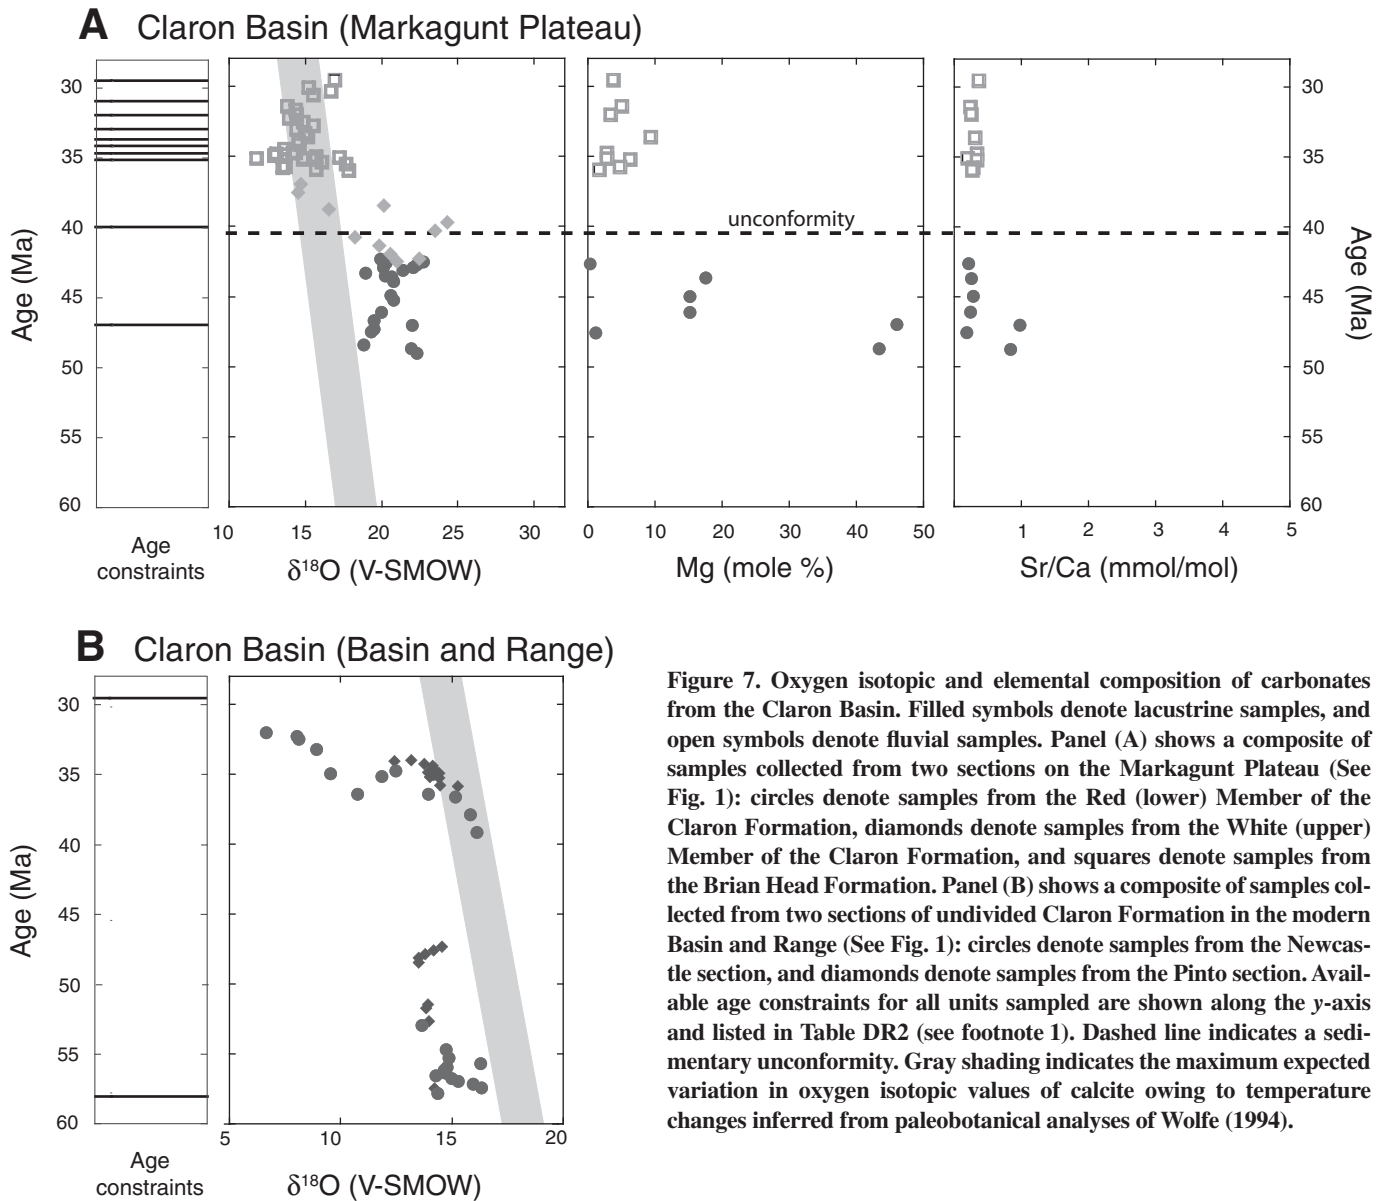 A Claron Basin (Markagunt Plateau)
30
35
40
45
50
55
60
Age (Ma)
Age
constraints
10 15 20 25 30
δ18O (V-SMOW)
unconformity
0 10 20 30 40 50
Mg (mole %)
1 2 3 4 5
Sr/Ca (mmol/mol)
30
35
40
45
50
55
60
Age (Ma)
B Claron Basin (Basin and Range)
30
35
40
45
50
55
60
Age (Ma)
Age
constraints
5 10 15 20
δ18O (V-SMOW)
Figure 7. Oxygen isotopic and elemental composition of carbonates
from the Claron Basin. Filled symbols denote lacustrine samples, and
open symbols denote fluvial samples. Panel (A) shows a composite of
samples collected from two sections on the Markagunt Plateau (See
Fig. 1): circles denote samples from the Red (lower) Member of the
Claron Formation, diamonds denote samples from the White (upper)
Member of the Claron Formation, and squares denote samples from
the Brian Head Formation. Panel (B) shows a composite of samples col-
lected from two sections of undivided Claron Formation in the modern
Basin and Range (See Fig. 1): circles denote samples from the Newcas-
tle section, and diamonds denote samples from the Pinto section. Avail-
able age constraints for all units sampled are shown along the y-axis
and listed in Table DR2 (see footnote 1). Dashed line indicates a sedi-
mentary unconformity. Gray shading indicates the maximum expected
variation in oxygen isotopic values of calcite owing to temperature
changes inferred from paleobotanical analyses of Wolfe (1994).